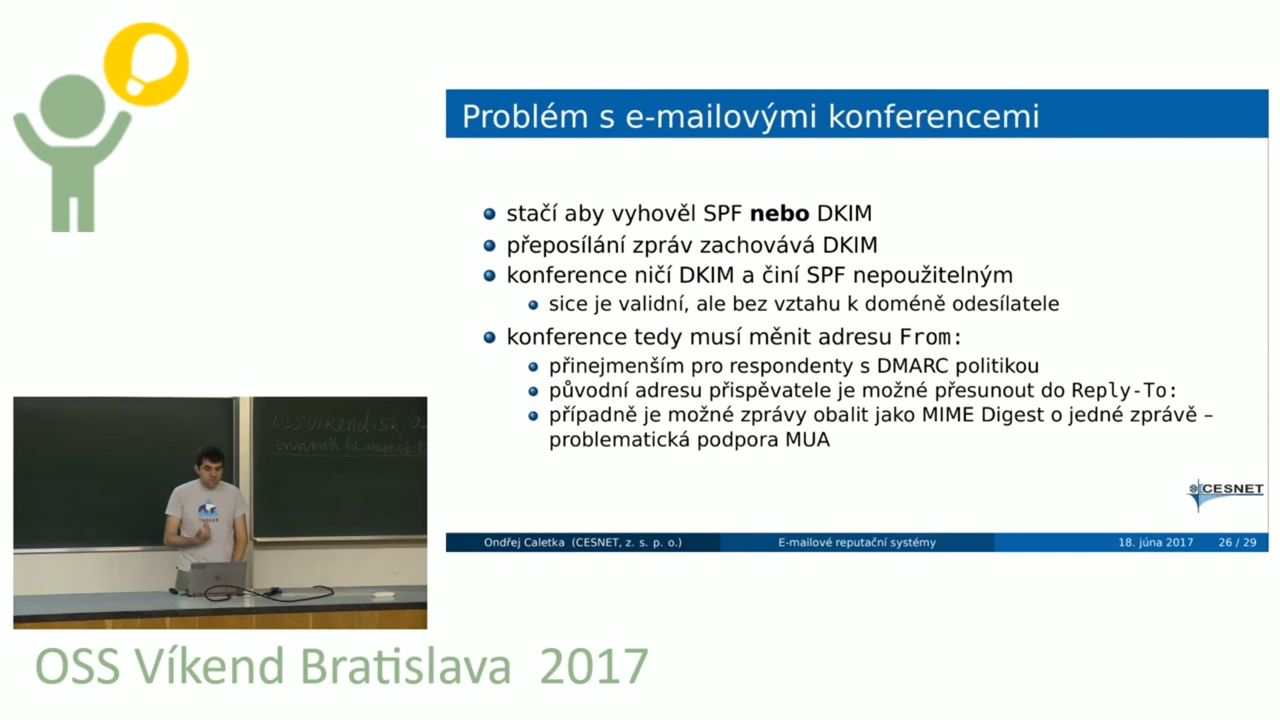 Problém s e-mailovými konferencemi
stačí aby vyhověl SPF nebo DKIM
přeposílání zpráv zachovává DKIM
konference ničí DKIM a činí SPF nepoužitelným
sice je validní, ale bez vztahu k doméně odesílatele
konference tedy musí měnit adresu From:
přinejmenším pro respondenty s DMARC politikou
původní adresu přispěvatele je možné přesunout do Reply-To:
případně je možné zprávy obalit jako MIME Digest o jedné zprávě –
problematická podpora MUA
CESNET
Ondřej Caletka (CESNET, z. s. p. o.)
E-mailové reputační systémy
18. júna 2017 26 / 29
ossvikend.sk/a
OSS Víkend Bratislava 2017